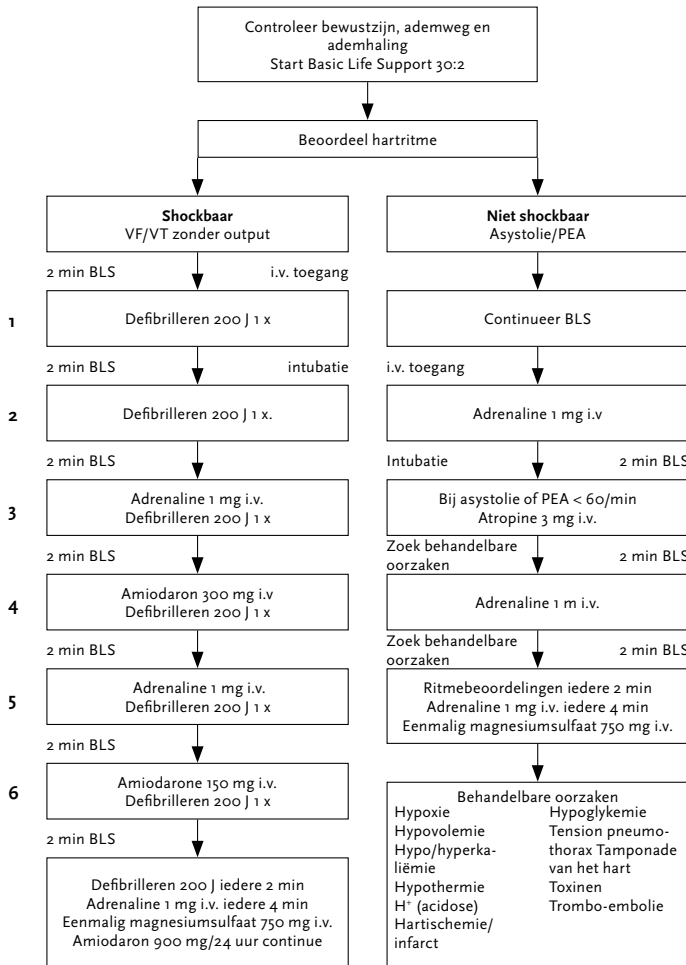 Controleer bewustzijn, ademweg en
ademhaling
Start Basic Life Support 30:2
Beoordeel hartritme
Shockbaar
VF/VT zonder output
Niet shockbaar
Asystolie/PEA
2 min BLS
i.v. toegang
1
Defibrilleren 200 J 1 x
Continueer BLS
2 min BLS
intubatie
i.v. toegang
2
Defibrilleren 200 J 1 x.
Adrenaline 1 mg i.v
2 min BLS
Intubatie
2 min BLS
3
Adrenaline 1 mg i.v.
Defibrilleren 200 J 1 x
Bij asystolie of PEA < 60/min
Atropine 3 mg i.v.
2 min BLS
Zoek behandelbare
oorzaken
2 min BLS
4
Amiodaron 300 mg i.v
Defibrilleren 200 J 1 x
Adrenaline 1 m i.v.
2 min BLS
Zoek behandelbare
oorzaken
2 min BLS
5
Adrenaline 1 mg i.v.
Defibrilleren 200 J 1 x
Ritmebeoordelingen iedere 2 min
Adrenaline 1 mg i.v. iedere 4 min
Eenmalig magnesiumsulfaat 750 mg i.v.
2 min BLS
6
Amiodarone 150 mg i.v.
Defibrilleren 200 J 1 x
2 min BLS
Defibrilleren 200 J iedere 2 min
Adrenaline 1 mg i.v. iedere 4 min
Eenmalig magnesiumsulfaat 750 mg i.v.
Amiodaron 900 mg/24 uur continue
Behandelbare oorzaken
Hypoxie
Hypovolemie
Hypo/hyperka-
liëmie
Hypothermie
H⁺ (acidose)
Hartischemie/
infarct
Hypoglykemie
Tension pneumo-
thorax Tamponade
van het hart
Toxinen
Trombo-embolie